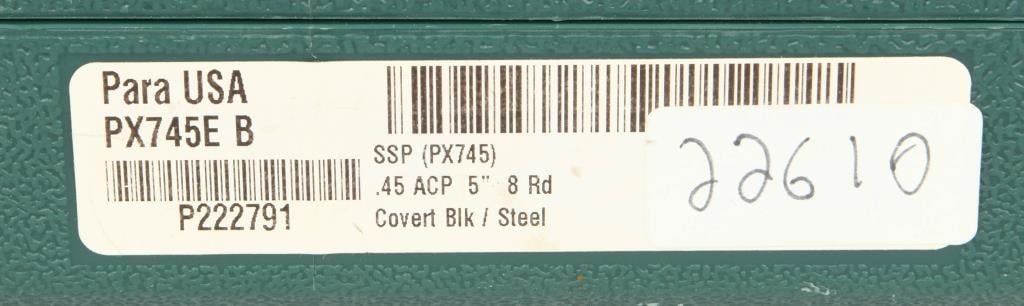 Para USA
PX745E B
P222791
SSP (PX745)
.45 ACP 5" 8 Rd
Covert Blk / Steel
22610